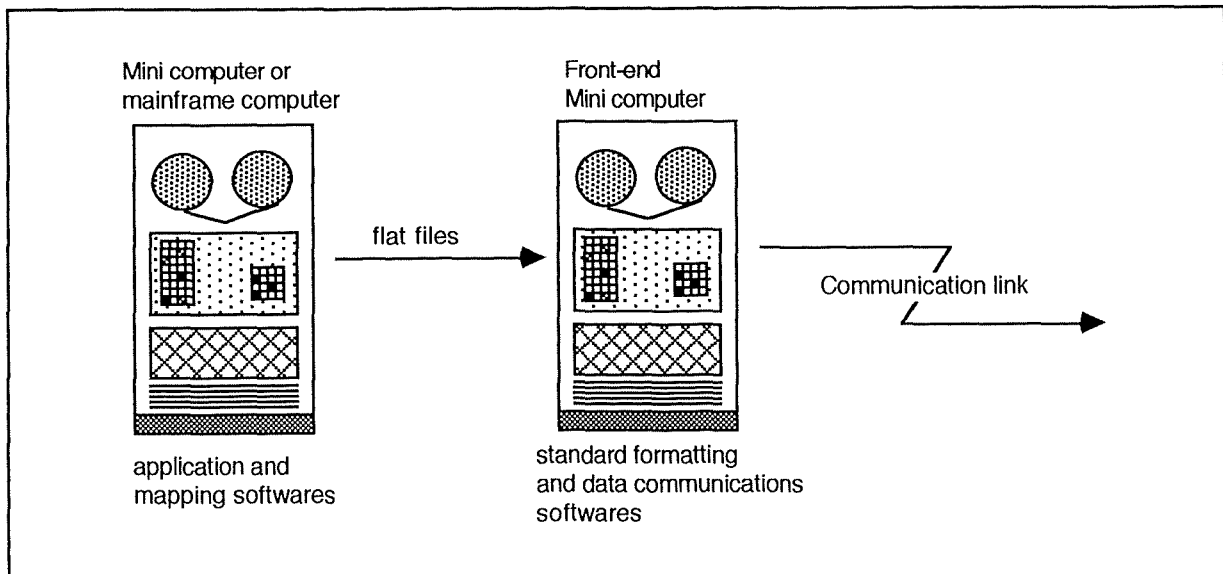 Mini computer or
mainframe computer
Front-end
Mini computer
flat files
Communication link
application and
mapping softwares
standard formatting
and data communications
softwares